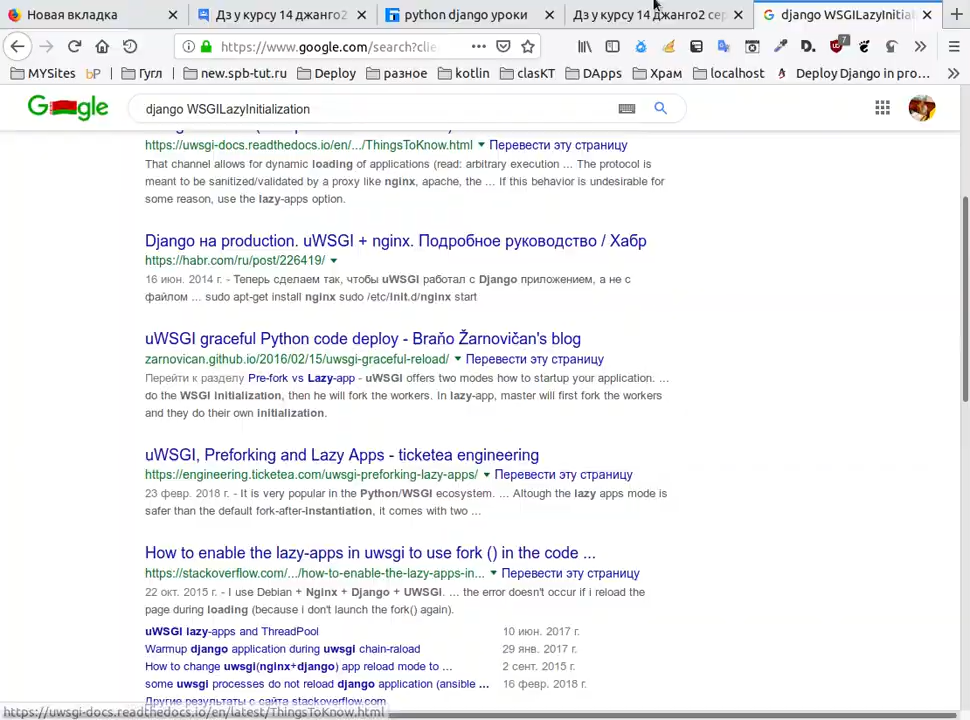 Новая вкладка
Дз у курсу 14 джанго2
python django уроки
Дз у курсу 14 джанго2 сер
django WSGILazyInitial
https://www.google.com/search?clie
7
MYSites
bP
Гугл
new.spb-tut.ru
Deploy
разное
kotlin
clasKT
DApps
Храм
localhost
Deploy Django in pro...
Google
django WSGILazyInitialization
https://uwsgi-docs.readthedocs.io/en/.../ThingsToKnow.html Перевести эту страницу
That channel allows for dynamic loading of applications (read: arbitrary execution ... The protocol is
meant to be sanitized/validated by a proxy like nginx, apache, the ... If this behavior is undesirable for
some reason, use the lazy-apps option.
Django на production. uWSGI + nginx. Подробное руководство / Хабр
https://habr.com/ru/post/226419/
16 июн. 2014 г. - Теперь сделаем так, чтобы uWSGI работал с Django приложением, а не с
файлом ... sudo apt-get install nginx sudo /etc/init.d/nginx start
uWSGI graceful Python code deploy - Braňo Žarnovičan's blog
zarnovican.github.io/2016/02/15/uwsgi-graceful-reload/ Перевести эту страницу
Перейти к разделу Pre-fork vs Lazy-app - uWSGI offers two modes how to startup your application. ...
do the WSGI Initialization, then he will fork the workers. In lazy-app, master will first fork the workers
and they do their own initialization.
uWSGI, Preforking and Lazy Apps - ticketea engineering
https://engineering.ticketea.com/uwsgi-preforking-lazy-apps/ Перевести эту страницу
23 февр. 2018 г. - It is very popular in the Python/WSGI ecosystem. ... Altough the lazy apps mode is
safer than the default fork-after-instantiation, it comes with two ...
How to enable the lazy-apps in uwsgi to use fork () in the code ...
https://stackoverflow.com/.../how-to-enable-the-lazy-apps-in... Перевести эту страницу
22 окт. 2015 г. - I use Debian + Nginx + Django + UWSGI. ... the error doesn't occur if i reload the
page during loading (because i don't launch the fork() again).
uWSGI lazy-apps and ThreadPool 10 июн. 2017 г.
Warmup django application during uwsgi chain-reload 29 янв. 2017 г.
How to change uwsgi(nginx+django) app reload mode to ... 2 сент. 2015 г.
some uwsgi processes do not reload django application (ansible ... 16 февр. 2018 г.
Другие результаты с сайта stackoverflow.com
https://uwsgi-docs.readthedocs.io/en/latest/ThingsToKnow.html